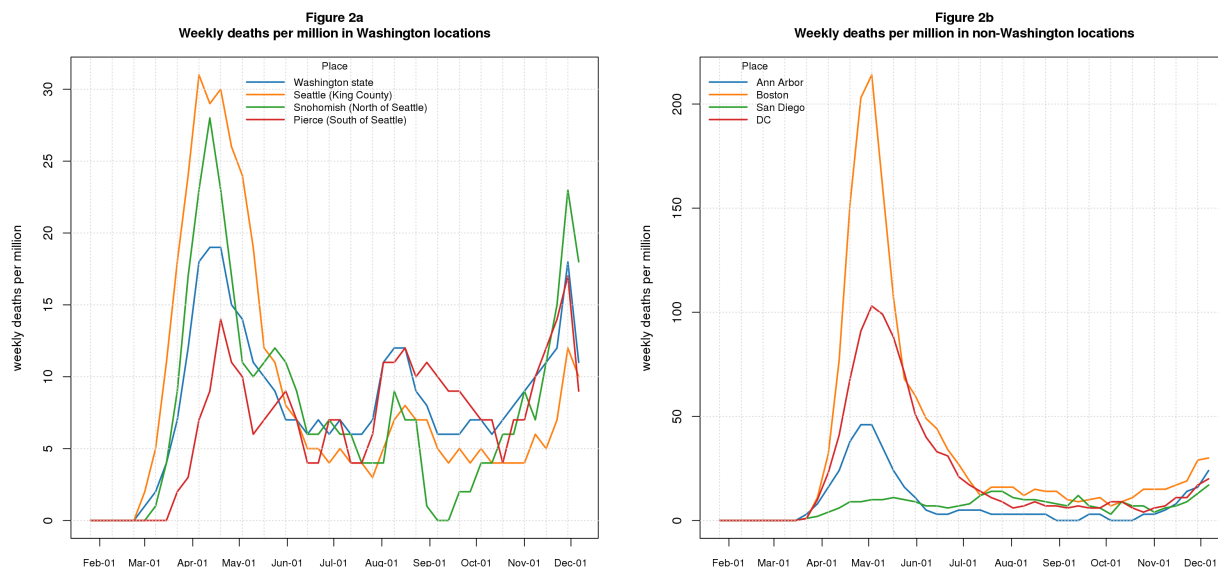 Figure 2a
Weekly deaths per million in Washington locations
Place
Washington state
Seattle (King County)
Snohomish (North of Seattle)
Pierce (South of Seattle)
weekly deaths per million
30
25
20
15
10
5
0
Feb-01 Mar-01 Apr-01 May-01 Jun-01 Jul-01 Aug-01 Sep-01 Oct-01 Nov-01 Dec-01
Figure 2b
Weekly deaths per million in non-Washington locations
Place
Ann Arbor
Boston
San Diego
DC
weekly deaths per million
200
150
100
50
0
Feb-01 Mar-01 Apr-01 May-01 Jun-01 Jul-01 Aug-01 Sep-01 Oct-01 Nov-01 Dec-01